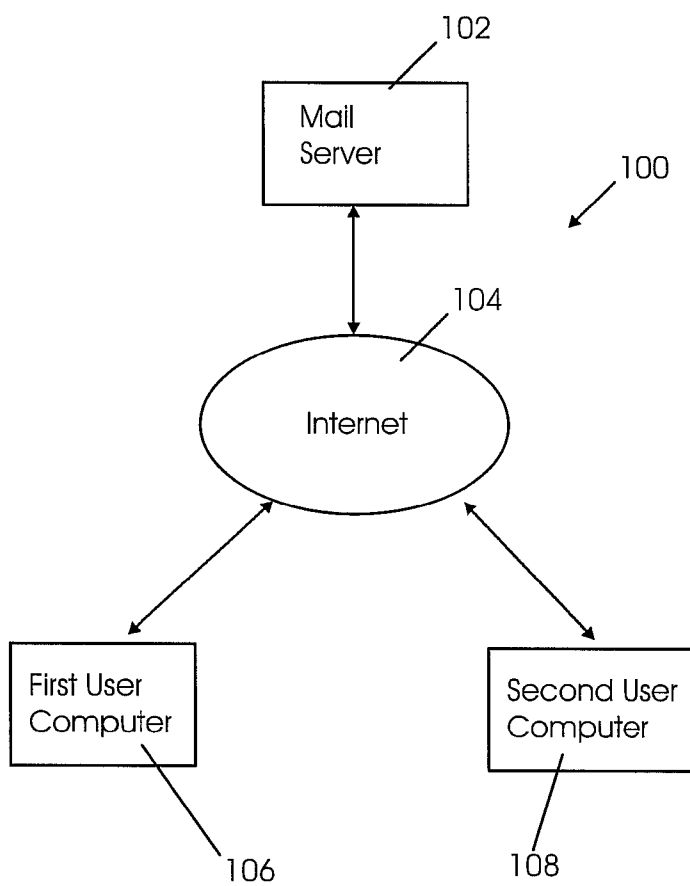 102
Mail
Server
100
104
Internet
First User
Computer
Second User
Computer
106
108